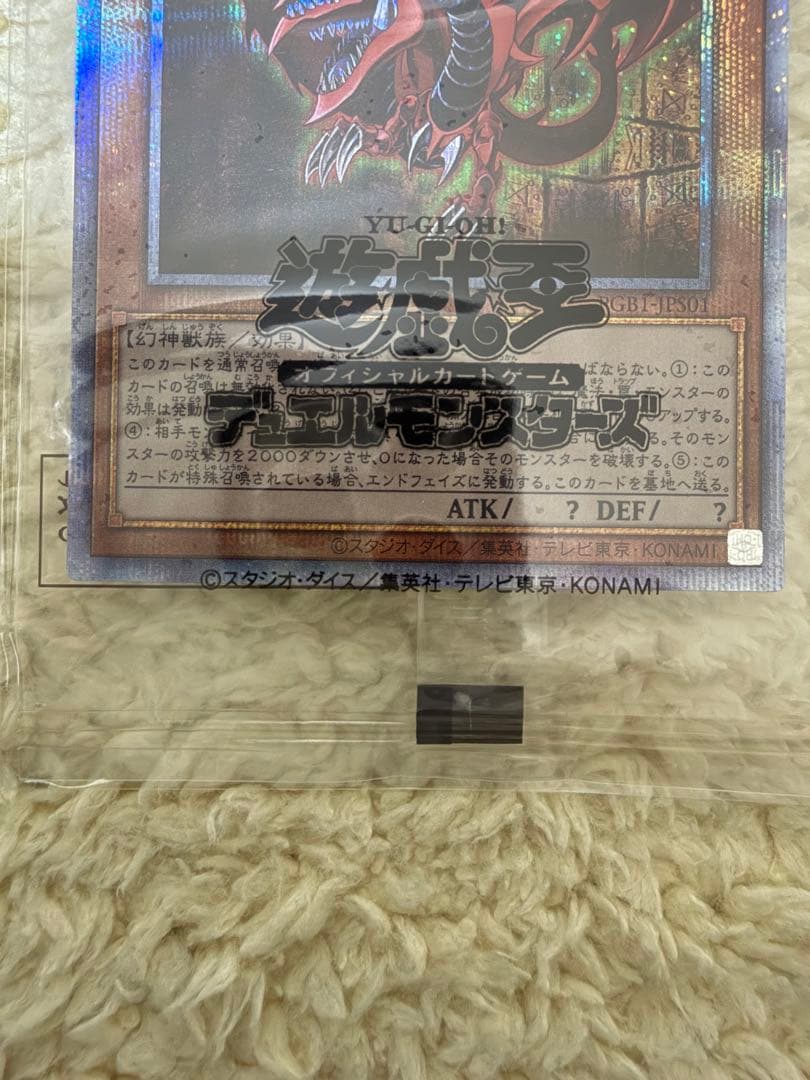 YU-GI-OH!
遊戯王
PGB1-JPS01
オフィシャルカードゲーム
デュエル・モンスターズ
【幻神獣族/効果】
このカードを通常召喚 ばならない。①:この
カードの召喚は無効 魔法・罠・モンスターの
効果は発動 アップする。
④:相手モ そのモン
スターの攻撃力を2000ダウンさせ、0になった場合そのモンスターを破壊する。⑤:この
カードが特殊召喚されている場合、エンドフェイズに発動する。このカードを墓地へ送る。
ATK/ ? DEF/ ?
©スタジオ・ダイス/集英社・テレビ東京・KONAMI
©スタジオ・ダイス/集英社・テレビ東京・KONAMI